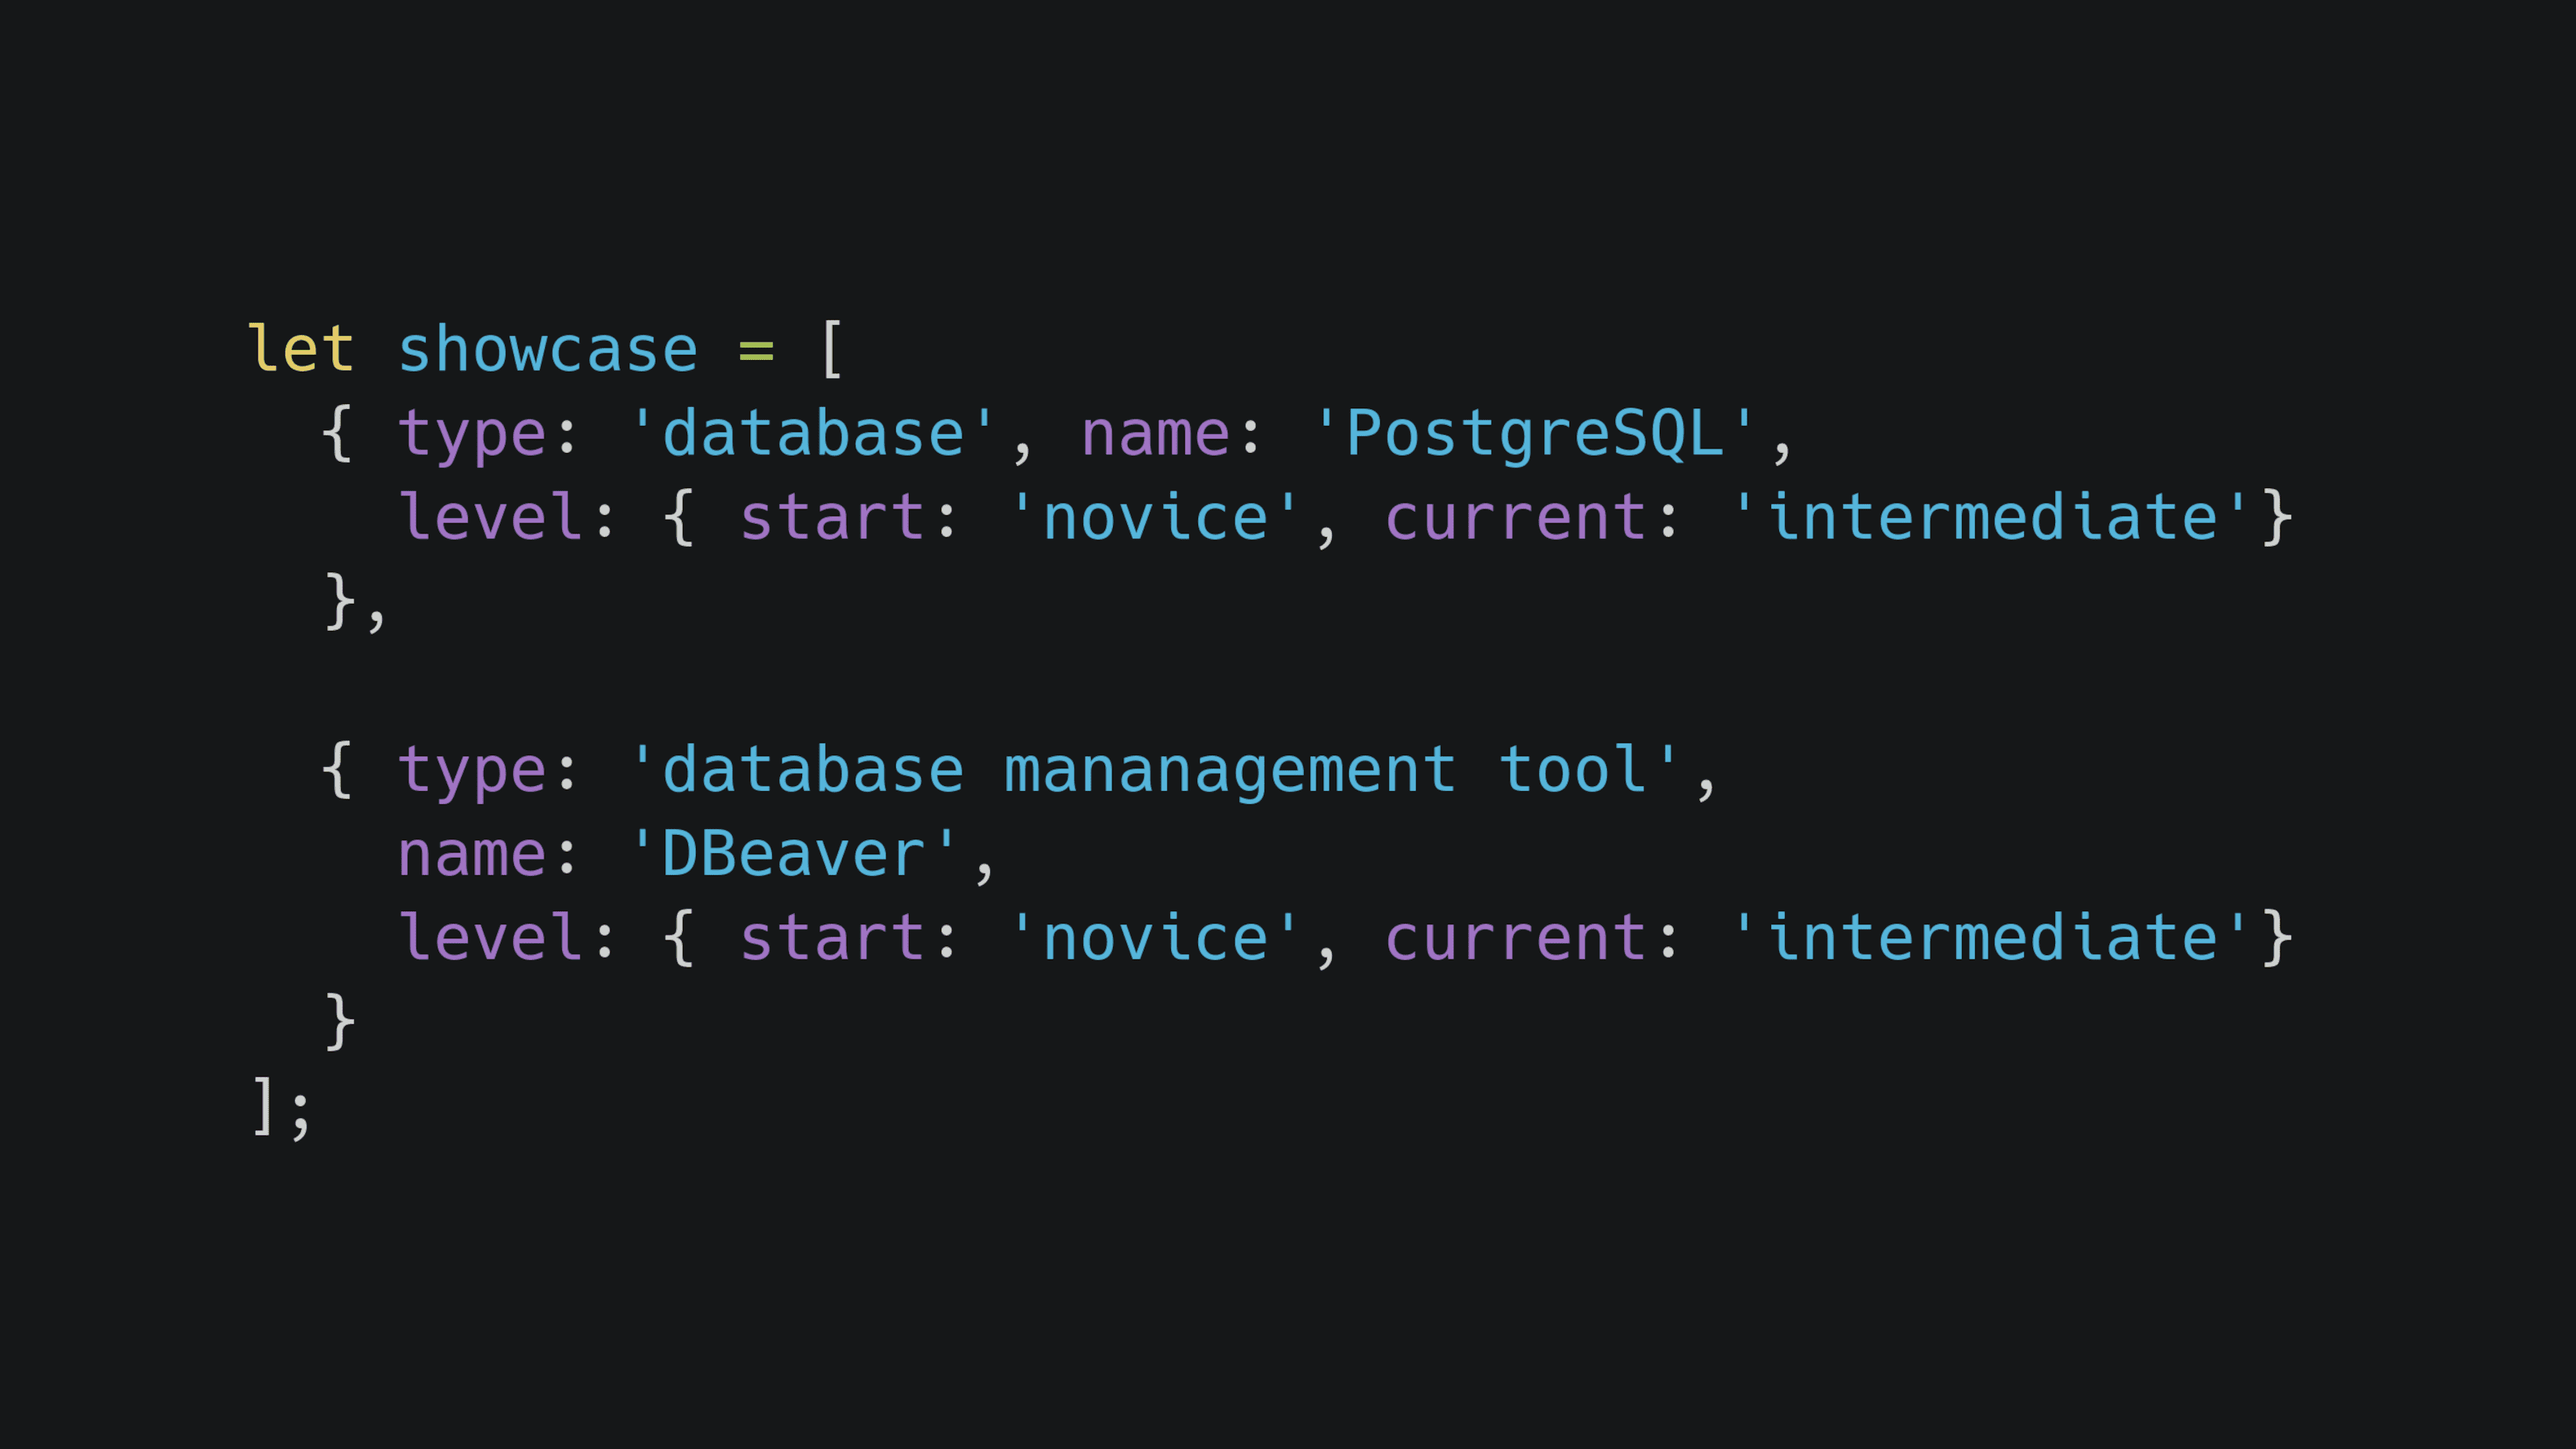 let showcase = [
  { type: 'database', name: 'PostgreSQL',
    level: { start: 'novice', current: 'intermediate'}
  },
  { type: 'database mananagement tool',
    name: 'DBeaver',
    level: { start: 'novice', current: 'intermediate'}
  }
];